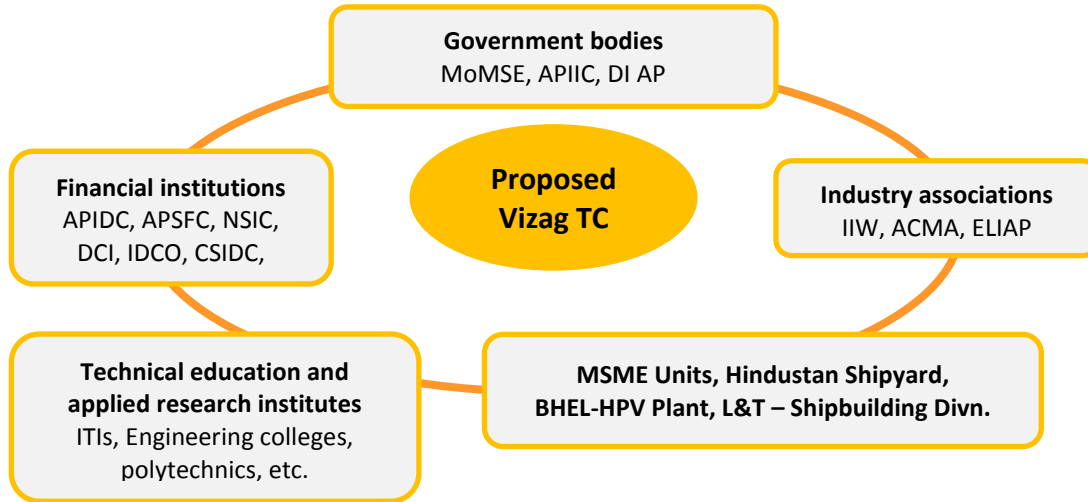 Government bodies
MoMSE, APIIC, DI AP
Financial institutions
APIDC, APSFC, NSIC,
DCI, IDCO, CSIDC,
Proposed
Vizag TC
Industry associations
IIW, ACMA, ELIAP
Technical education and
applied research institutes
ITIs, Engineering colleges,
polytechnics, etc.
MSME Units, Hindustan Shipyard,
BHEL-HPV Plant, L&T – Shipbuilding Divn.